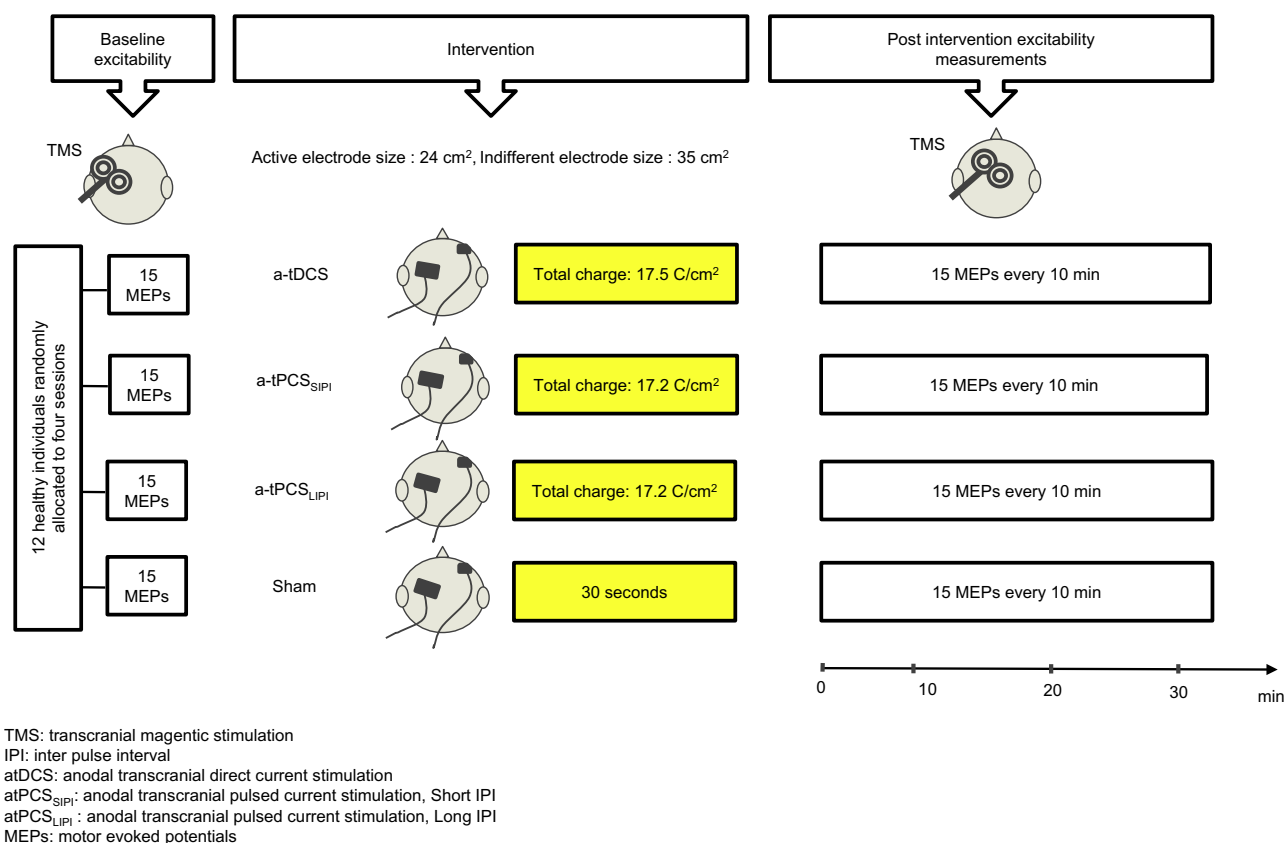 Baseline
excitability
Intervention
Post intervention excitability
measurements
TMS
Active electrode size : 24 cm², Indifferent electrode size : 35 cm²
TMS
12 healthy individuals randomly
allocated to four sessions
15
MEPs
a-tDCS
Total charge: 17.5 C/cm²
15 MEPs every 10 min
15
MEPs
a-tPCS_SIPI
Total charge: 17.2 C/cm²
15 MEPs every 10 min
15
MEPs
a-tPCS_LIPI
Total charge: 17.2 C/cm²
15 MEPs every 10 min
15
MEPs
Sham
30 seconds
15 MEPs every 10 min
0 10 20 30 min
TMS: transcranial magentic stimulation
IPI: inter pulse interval
atDCS: anodal transcranial direct current stimulation
atPCS_SIPI: anodal transcranial pulsed current stimulation, Short IPI
atPCS_LIPI : anodal transcranial pulsed current stimulation, Long IPI
MEPs: motor evoked potentials